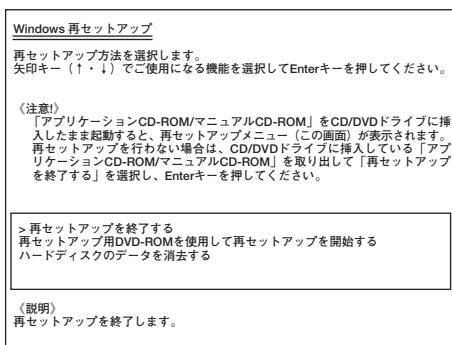 Windows 再セットアップ
再セットアップ方法を選択します。
矢印キー（↑・↓）でご使用になる機能を選択してEnterキーを押してください。
《注意!》
「アプリケーションCD-ROM/マニュアルCD-ROM」をCD/DVDドライブに挿
入したまま起動すると、再セットアップメニュー（この画面）が表示されます。
再セットアップを行わない場合は、CD/DVDドライブに挿入している「アプ
リケーションCD-ROM/マニュアルCD-ROM」を取り出して「再セットアップ
を終了する」を選択し、Enterキーを押してください。
> 再セットアップを終了する
再セットアップ用DVD-ROMを使用して再セットアップを開始する
ハードディスクのデータを消去する
《説明》
再セットアップを終了します。